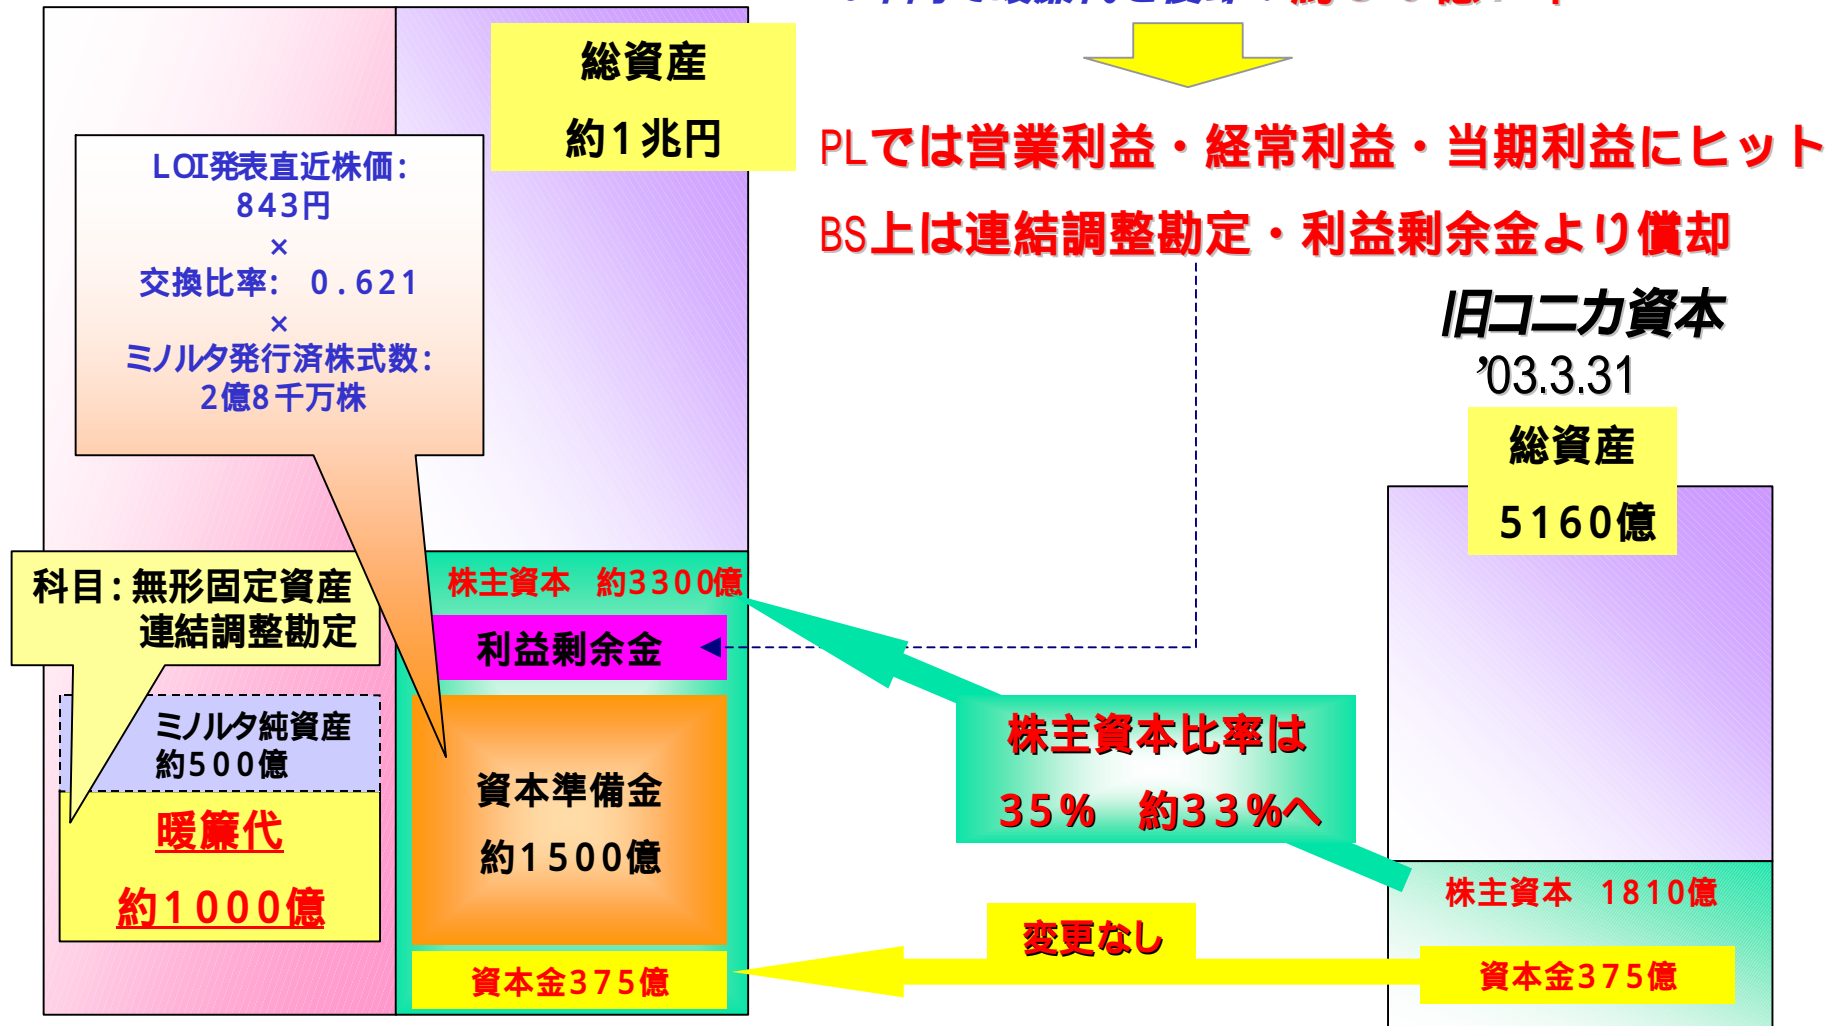 総資産
約1兆円
PLでは営業利益・経常利益・当期利益にヒット
BS上は連結調整勘定・利益剰余金より償却
LOI発表直近株価:
843円
×
交換比率: 0.621
×
ミノルタ発行済株式数:
2億8千万株
旧コニカ資本
'03.3.31
総資産
5160億
科目:無形固定資産
連結調整勘定
株主資本 約3300億
利益剰余金
ミノルタ純資産
約500億
暖簾代
約1000億
資本準備金
約1500億
資本金375億
株主資本比率は
35% 約33%へ
変更なし
株主資本 1810億
資本金375億